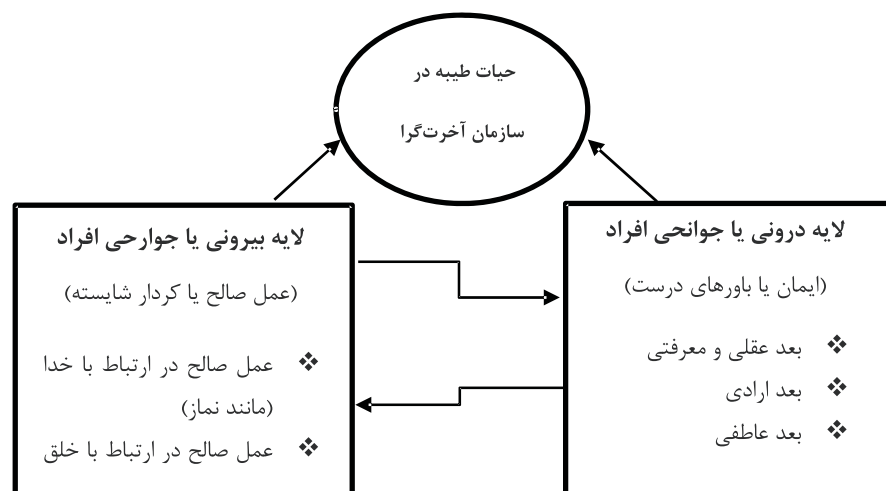 حیات طیبه در
سازمان آخرت‌گرا
لایه درونی یا جوانحی افراد
(ایمان یا باورهای درست)
❖ بعد عقلی و معرفتی
❖ بعد ارادی
❖ بعد عاطفی
لایه بیرونی یا جوارحی افراد
(عمل صالح یا کردار شایسته)
❖ عمل صالح در ارتباط با خدا
(مانند نماز)
❖ عمل صالح در ارتباط با خلق